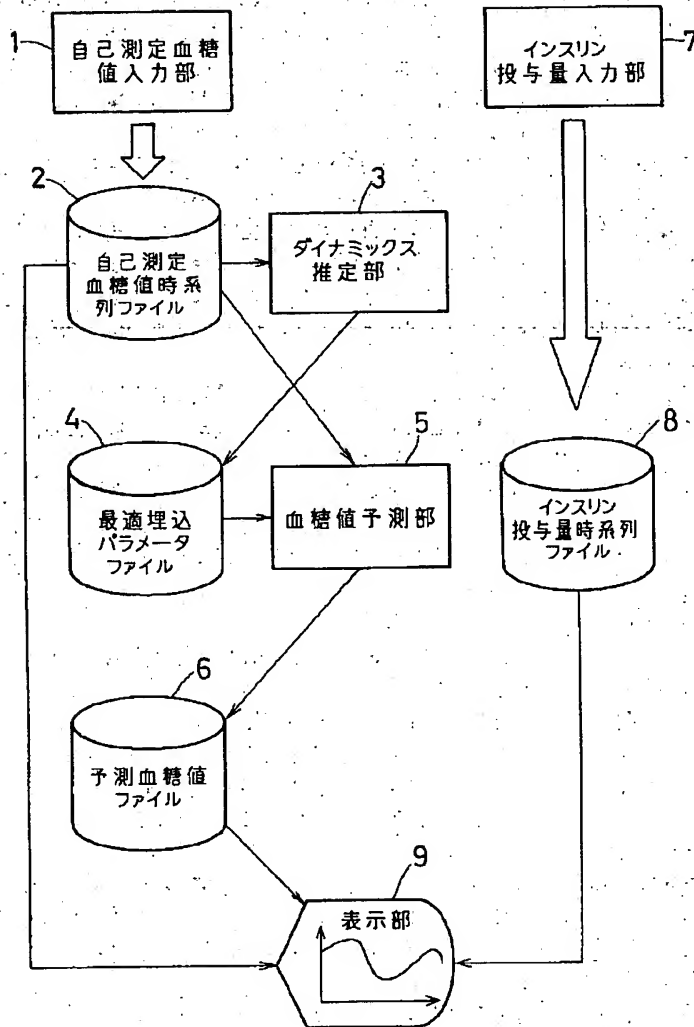 1
自己測定血糖
値入力部
7
インスリン
投与量入力部
2
自己測定
血糖値時系
列ファイル
3
ダイナミックス
推定部
4
最適埋込
パラメータ
ファイル
5
血糖値予測部
8
インスリン
投与量時系列
ファイル
6
予測血糖値
ファイル
9
表示部